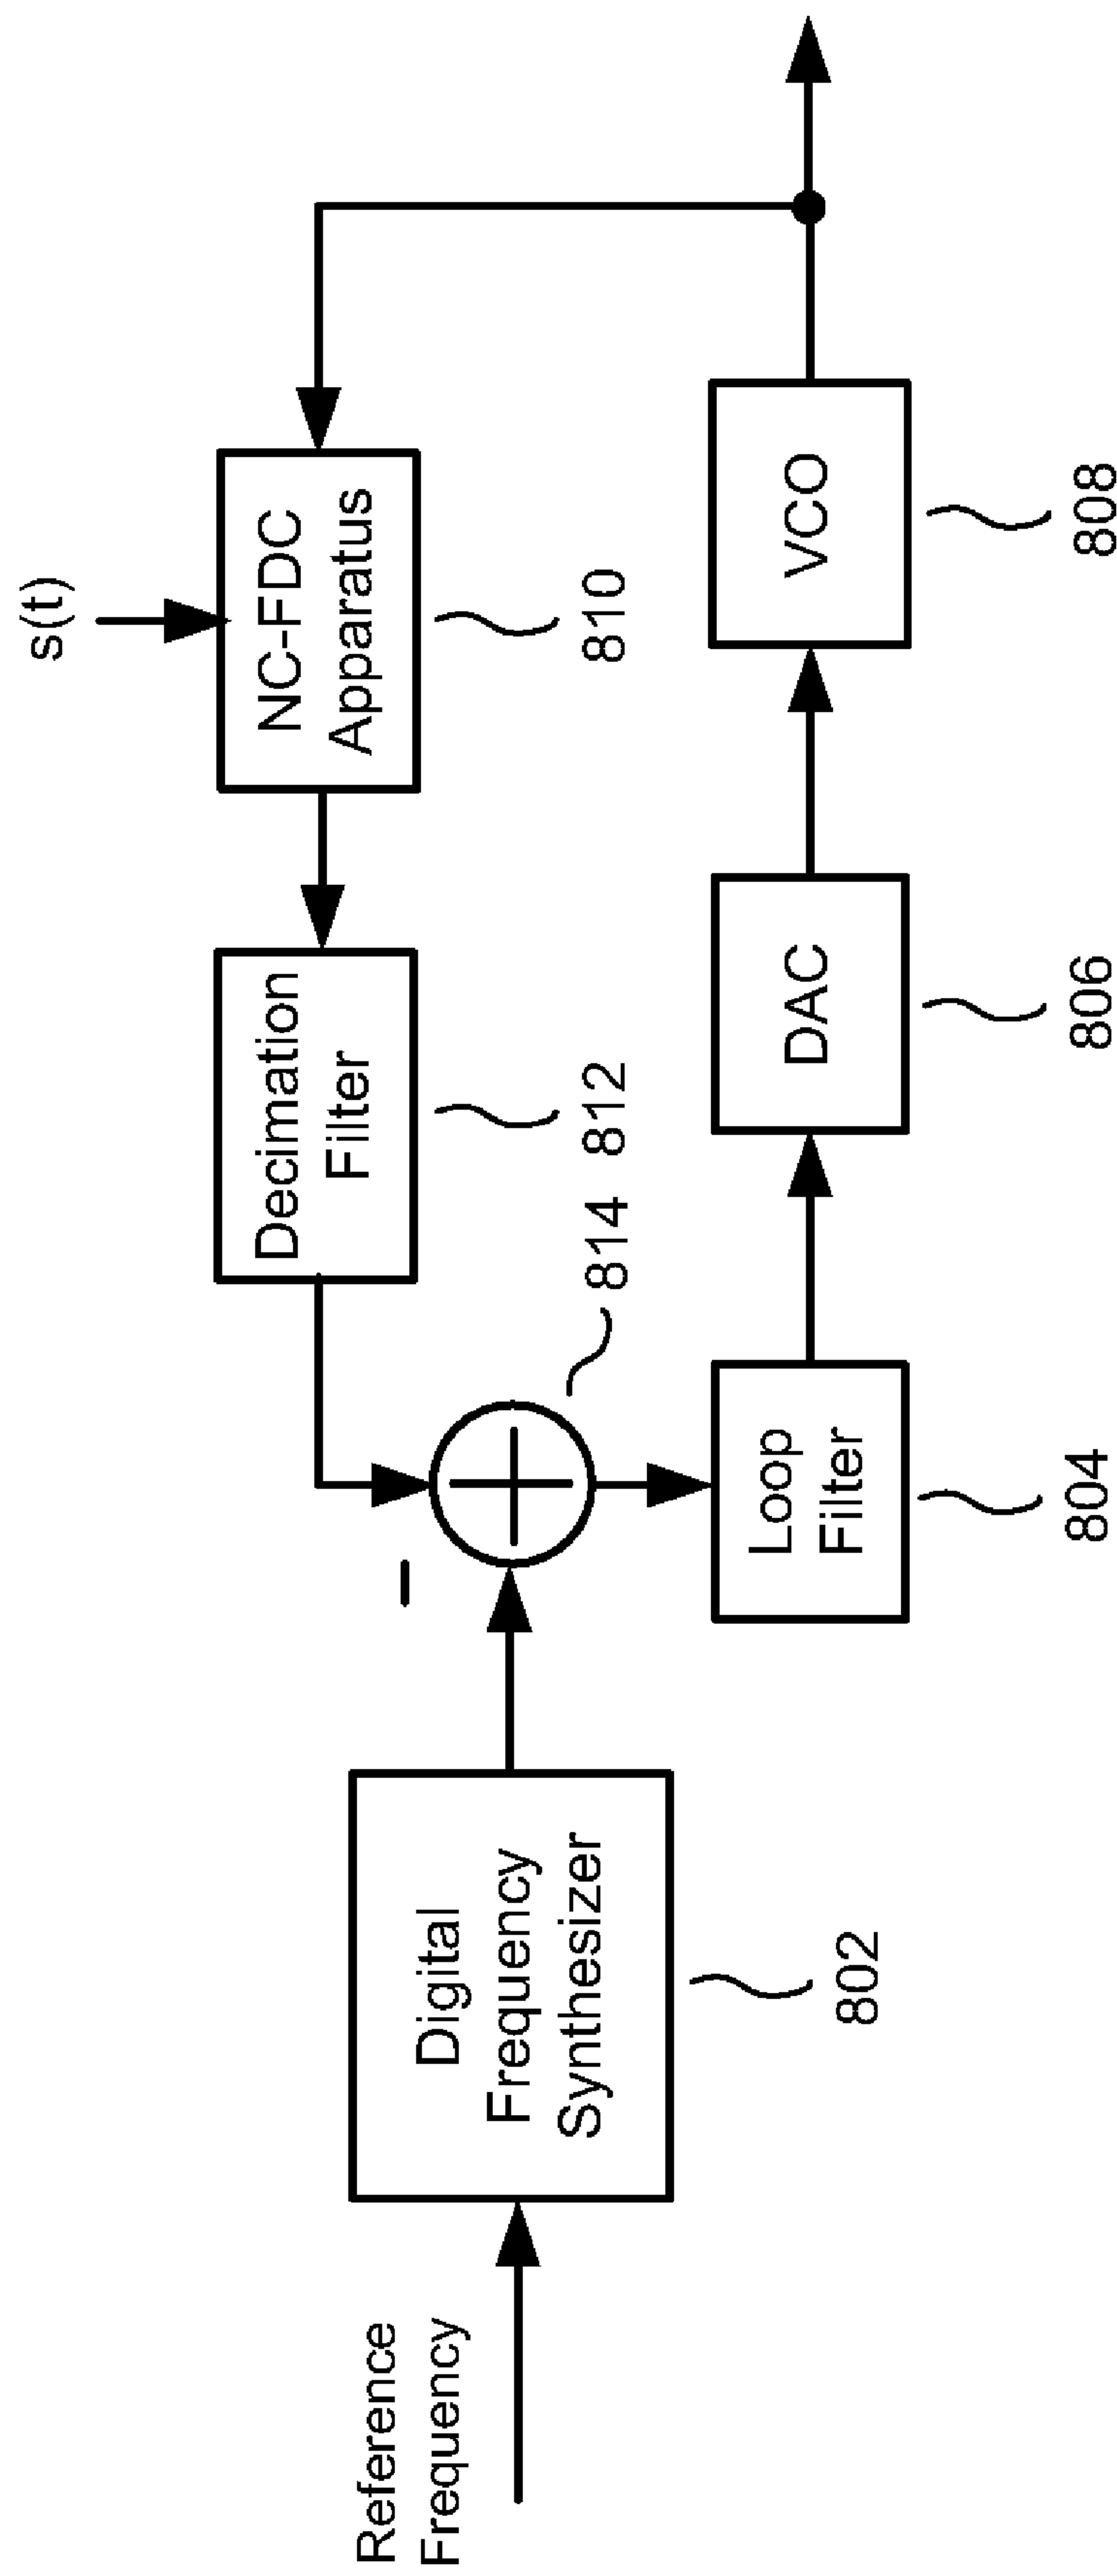 s(t)
NC-FDC
Apparatus
810
Decimation
Filter
812
814
Reference
Frequency
Digital
Frequency
Synthesizer
802
Loop
Filter
804
DAC
806
VCO
808